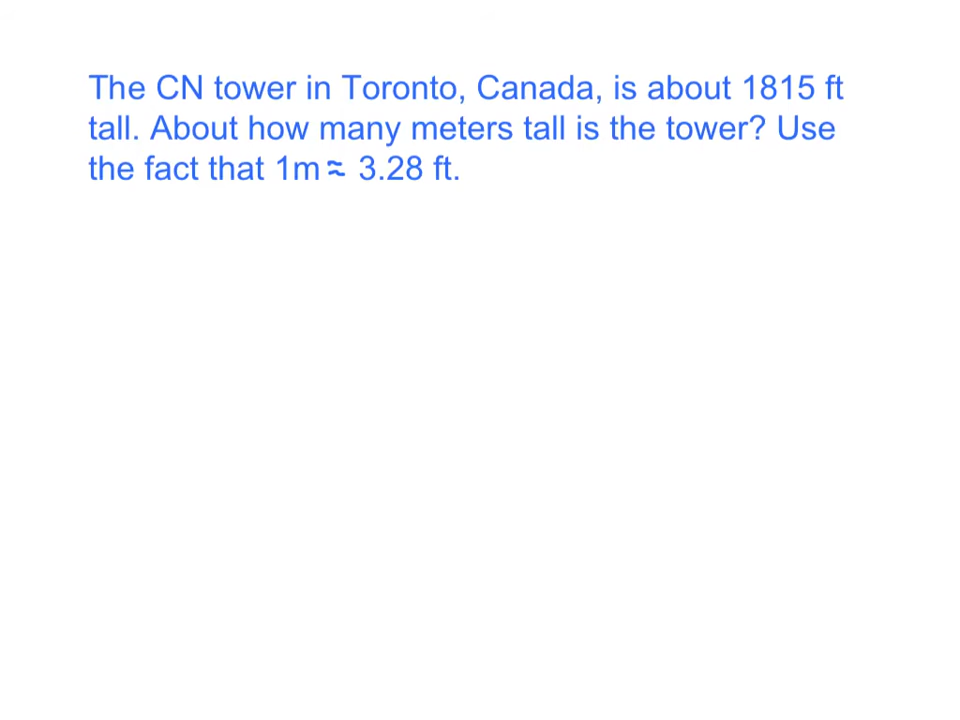 The CN tower in Toronto, Canada, is about 1815 ft
tall. About how many meters tall is the tower? Use
the fact that 1m ≈ 3.28 ft.